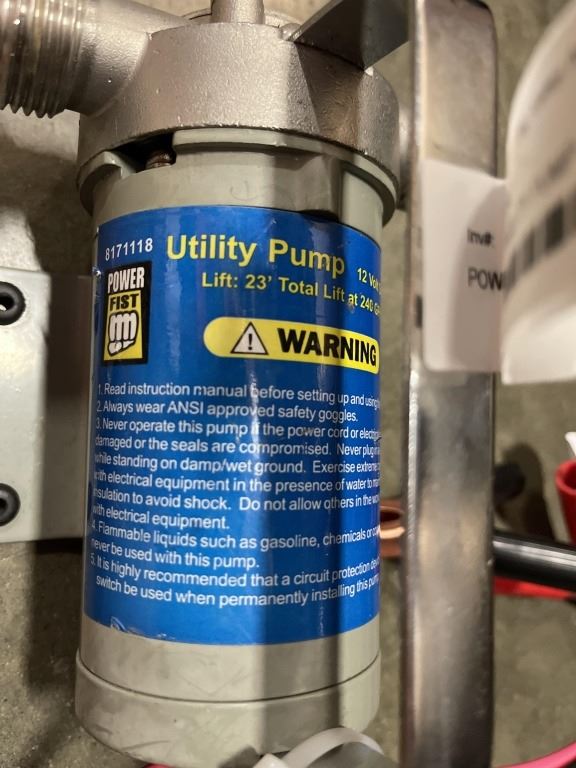 8171118
Utility Pump 12 Volt
Lift: 23' Total Lift at 240
POWER
FIST
WARNING
1. Read instruction manual before setting up and using
2. Always wear ANSI approved safety goggles.
3. Never operate this pump if the power cord or
damaged or the seals are compromised. Never plug in
while standing on damp/wet ground. Exercise extreme
with electrical equipment in the presence of water to
insulation to avoid shock. Do not allow others in the
with electrical equipment.
4. Flammable liquids such as gasoline, chemicals or
never be used with this pump.
5. It is highly recommended that a circuit protection
switch be used when permanently installing this pump
Inv#:
POW